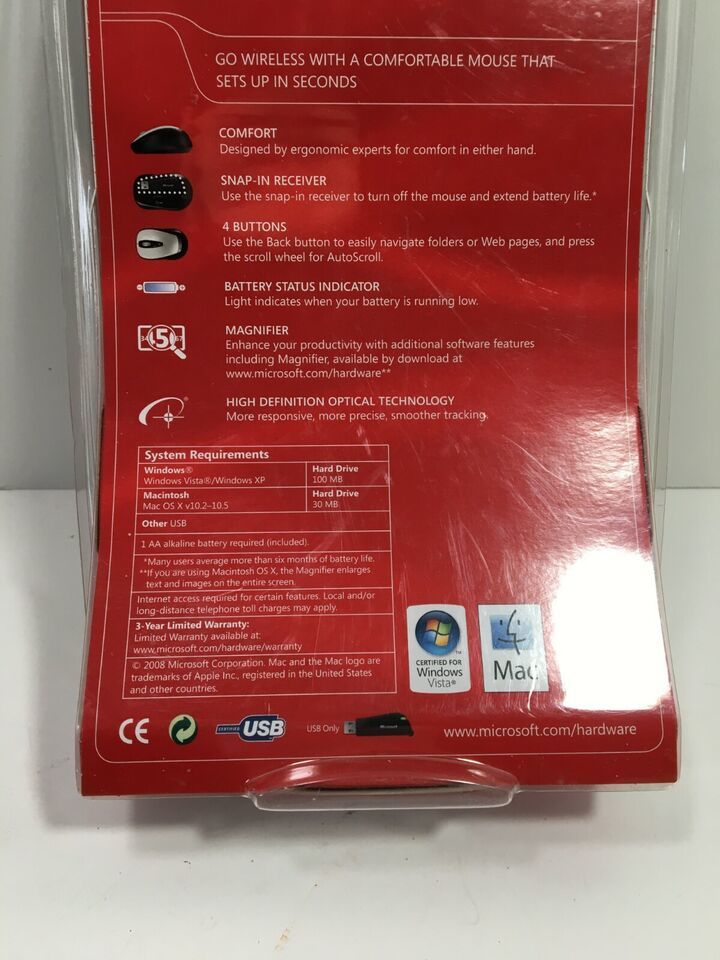 GO WIRELESS WITH A COMFORTABLE MOUSE THAT
SETS UP IN SECONDS
COMFORT
Designed by ergonomic experts for comfort in either hand.
SNAP-IN RECEIVER
Use the snap-in receiver to turn off the mouse and extend battery life.*
4 BUTTONS
Use the Back button to easily navigate folders or Web pages, and press
the scroll wheel for AutoScroll.
BATTERY STATUS INDICATOR
Light indicates when your battery is running low.
5
MAGNIFIER
Enhance your productivity with additional software features
including Magnifier, available by download at
www.microsoft.com/hardware**
HIGH DEFINITION OPTICAL TECHNOLOGY
More responsive, more precise, smoother tracking.
System Requirements
Windows® Hard Drive
Windows Vista®/Windows XP 100 MB
Macintosh Hard Drive
Mac OS X v10.2–10.5 30 MB
Other USB
1 AA alkaline battery required (included).
*Many users average more than six months of battery life.
**If you are using Macintosh OS X, the Magnifier enlarges
text and images on the entire screen.
Internet access required for certain features. Local and/or
long-distance telephone toll charges may apply.
3-Year Limited Warranty:
Limited Warranty available at:
www.microsoft.com/hardware/warranty
© 2008 Microsoft Corporation. Mac and the Mac logo are
trademarks of Apple Inc., registered in the United States
and other countries.
CERTIFIED FOR
Windows
Vista®
Mac
CE
CERTIFIED USB
USB Only
Microsoft
www.microsoft.com/hardware